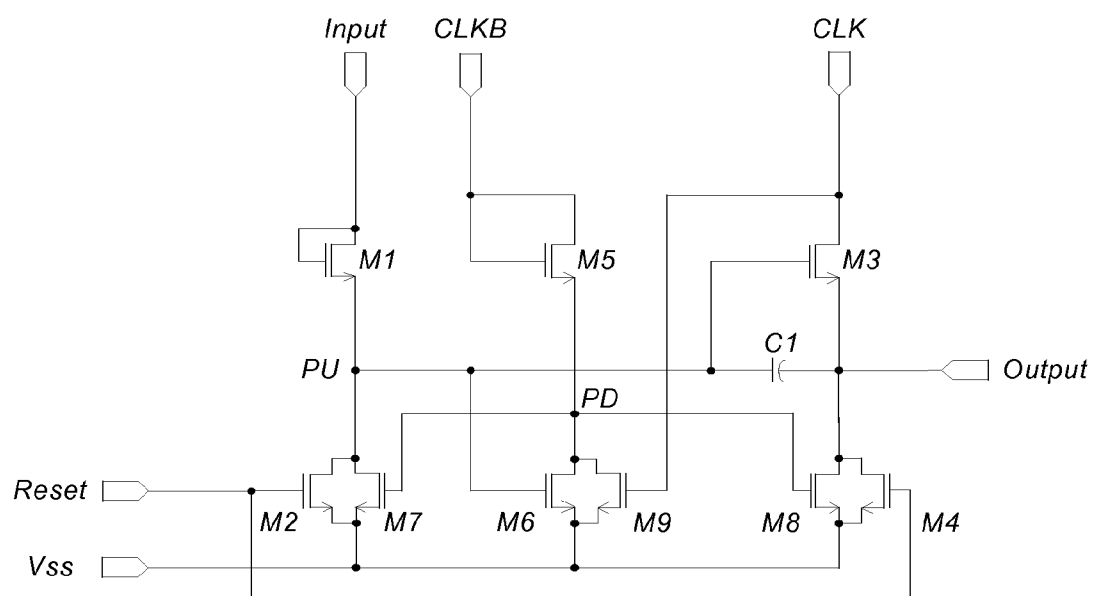 Input CLKB CLK
M1 M5 M3
C1
PU Output
PD
Reset
M2 M7 M6 M9 M8 M4
Vss